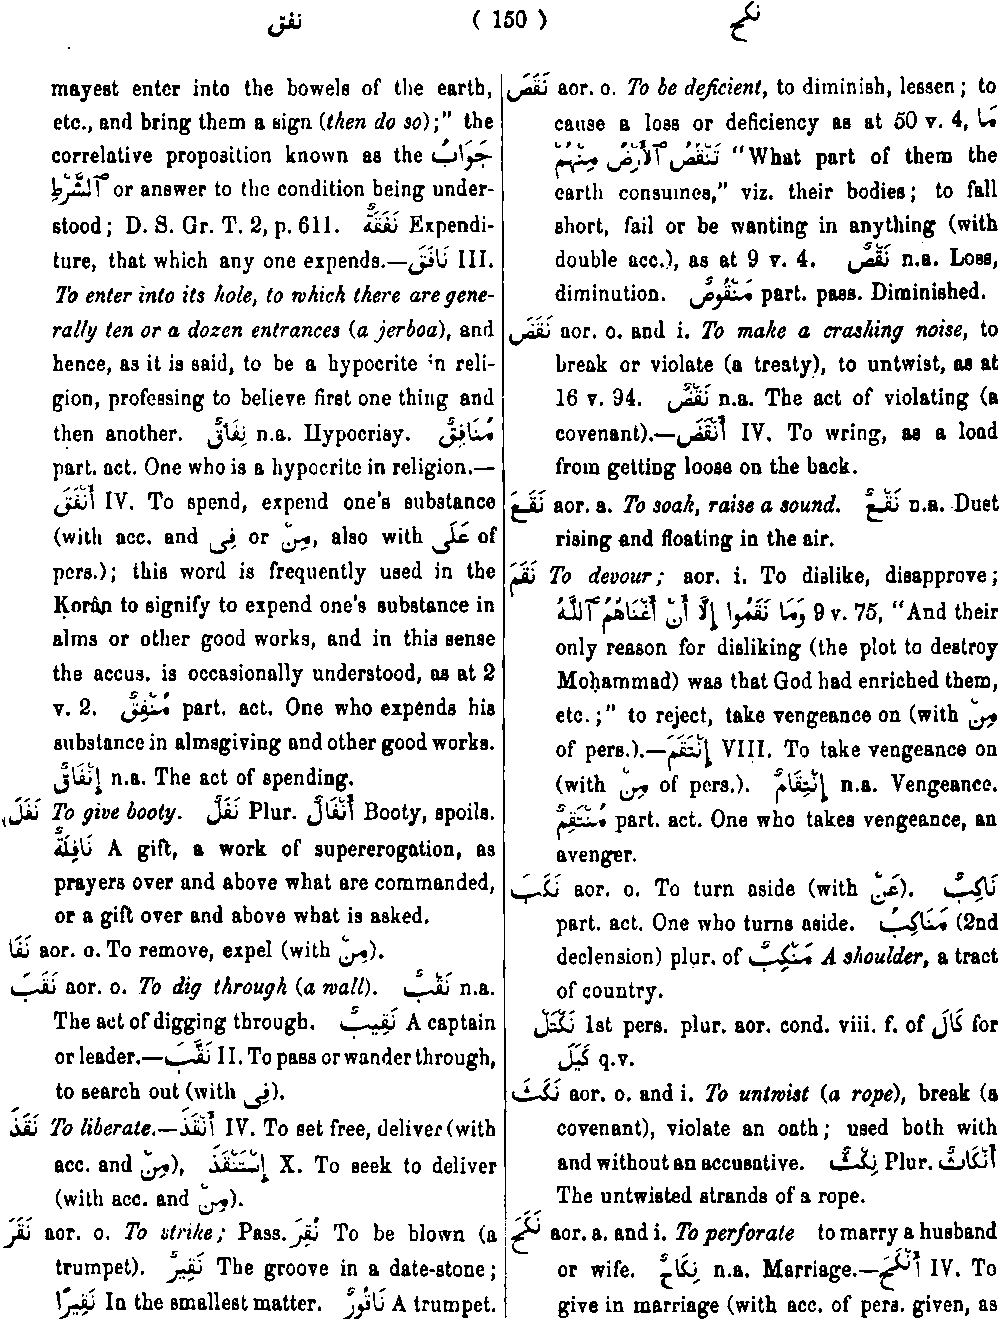 نفق ( 150 ) نكح
mayest enter into the bowels of the earth,
etc., and bring them a sign (then do so);" the
correlative proposition known as the جَوَابُ
ٱلشَّرْطِ or answer to the condition being under-
stood; D. S. Gr. T. 2, p. 611. نَفَقَةٌ Expendi-
ture, that which any one expends.—نَافَقَ III.
To enter into its hole, to which there are gene-
rally ten or a dozen entrances (a jerboa), and
hence, as it is said, to be a hypocrite in reli-
gion, professing to believe first one thing and
then another. نِفَاقٌ n.a. Hypocrisy. مُنَافِقٌ
part. act. One who is a hypocrite in religion.—
أَنْفَقَ IV. To spend, expend one's substance
(with acc. and فِى or مِنْ, also with عَلَى of
pers.); this word is frequently used in the
Ḳorân to signify to expend one's substance in
alms or other good works, and in this sense
the accus. is occasionally understood, as at 2
v. 2. مُنْفِقٌ part. act. One who expends his
substance in almsgiving and other good works.
إِنْفَاقٌ n.a. The act of spending.
نَفَلَ To give booty. نَفَلٌ Plur. أَنْفَالٌ Booty, spoils.
نَافِلَةٌ A gift, a work of supererogation, as
prayers over and above what are commanded,
or a gift over and above what is asked.
نَفَا aor. o. To remove, expel (with مِنْ).
نَقَبَ aor. o. To dig through (a wall). نَقْبٌ n.a.
The act of digging through. نَقِيبٌ A captain
or leader.—نَقَّبَ II. To pass or wander through,
to search out (with فِى).
نَقَذَ To liberate.—أَنْقَذَ IV. To set free, deliver (with
acc. and مِنْ), إِسْتَنْقَذَ X. To seek to deliver
(with acc. and مِنْ).
نَقَرَ aor. o. To strike; Pass. نُقِرَ To be blown (a
trumpet). نَقِيرٌ The groove in a date-stone;
نَقِيرًا In the smallest matter. نَاقُورٌ A trumpet.
نَقَصَ aor. o. To be deficient, to diminish, lessen; to
cause a loss or deficiency as at 50 v. 4, مَا
تَنْقُصُ ٱلْأَرْضُ مِنْهُمْ "What part of them the
earth consumes," viz. their bodies; to fall
short, fail or be wanting in anything (with
double acc.), as at 9 v. 4. نَقْصٌ n.a. Loss,
diminution. مَنْقُوصٌ part. pass. Diminished.
نَقَضَ aor. o. and i. To make a crashing noise, to
break or violate (a treaty), to untwist, as at
16 v. 94. نَقْضٌ n.a. The act of violating (a
covenant).—أَنْقَضَ IV. To wring, as a load
from getting loose on the back.
نَقَعَ aor. a. To soak, raise a sound. نَقْعٌ n.a. Dust
rising and floating in the air.
نَقَمَ To devour; aor. i. To dislike, disapprove;
وَمَا نَقَمُوا إِلَّا أَنْ أَغْنَاهُمُ ٱللَّهُ 9 v. 75, "And their
only reason for disliking (the plot to destroy
Moḥammad) was that God had enriched them,
etc.;" to reject, take vengeance on (with مِنْ
of pers.).—إِنْتَقَمَ VIII. To take vengeance on
(with مِنْ of pers.). إِنْتِقَامٌ n.a. Vengeance.
مُنْتَقِمٌ part. act. One who takes vengeance, an
avenger.
نَكَبَ aor. o. To turn aside (with عَنْ). نَاكِبٌ
part. act. One who turns aside. مَنَاكِبُ (2nd
declension) plur. of مَنْكِبٌ A shoulder, a tract
of country.
نَكْتَلْ 1st pers. plur. aor. cond. viii. f. of كَالَ for
كَيَلَ q.v.
نَكَثَ aor. o. and i. To untwist (a rope), break (a
covenant), violate an oath; used both with
and without an accusative. نِكْثٌ Plur. أَنْكَاثٌ
The untwisted strands of a rope.
نَكَحَ aor. a. and i. To perforate to marry a husband
or wife. نِكَاحٌ n.a. Marriage.—أَنْكَحَ IV. To
give in marriage (with acc. of pers. given, as